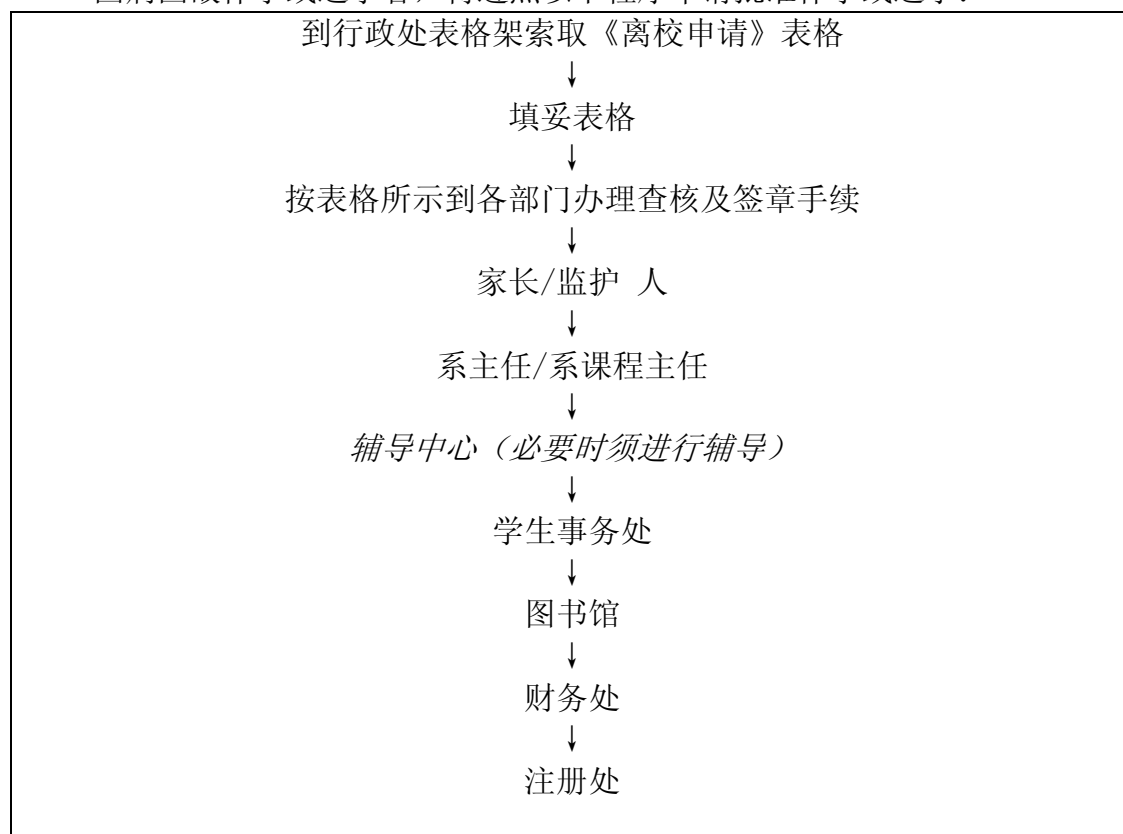 到行政处表格架索取《离校申请》表格
↓
填妥表格
↓
按表格所示到各部门办理查核及签章手续
↓
家长/监护 人
↓
系主任/系课程主任
↓
辅导中心（必要时须进行辅导）
↓
学生事务处
↓
图书馆
↓
财务处
↓
注册处